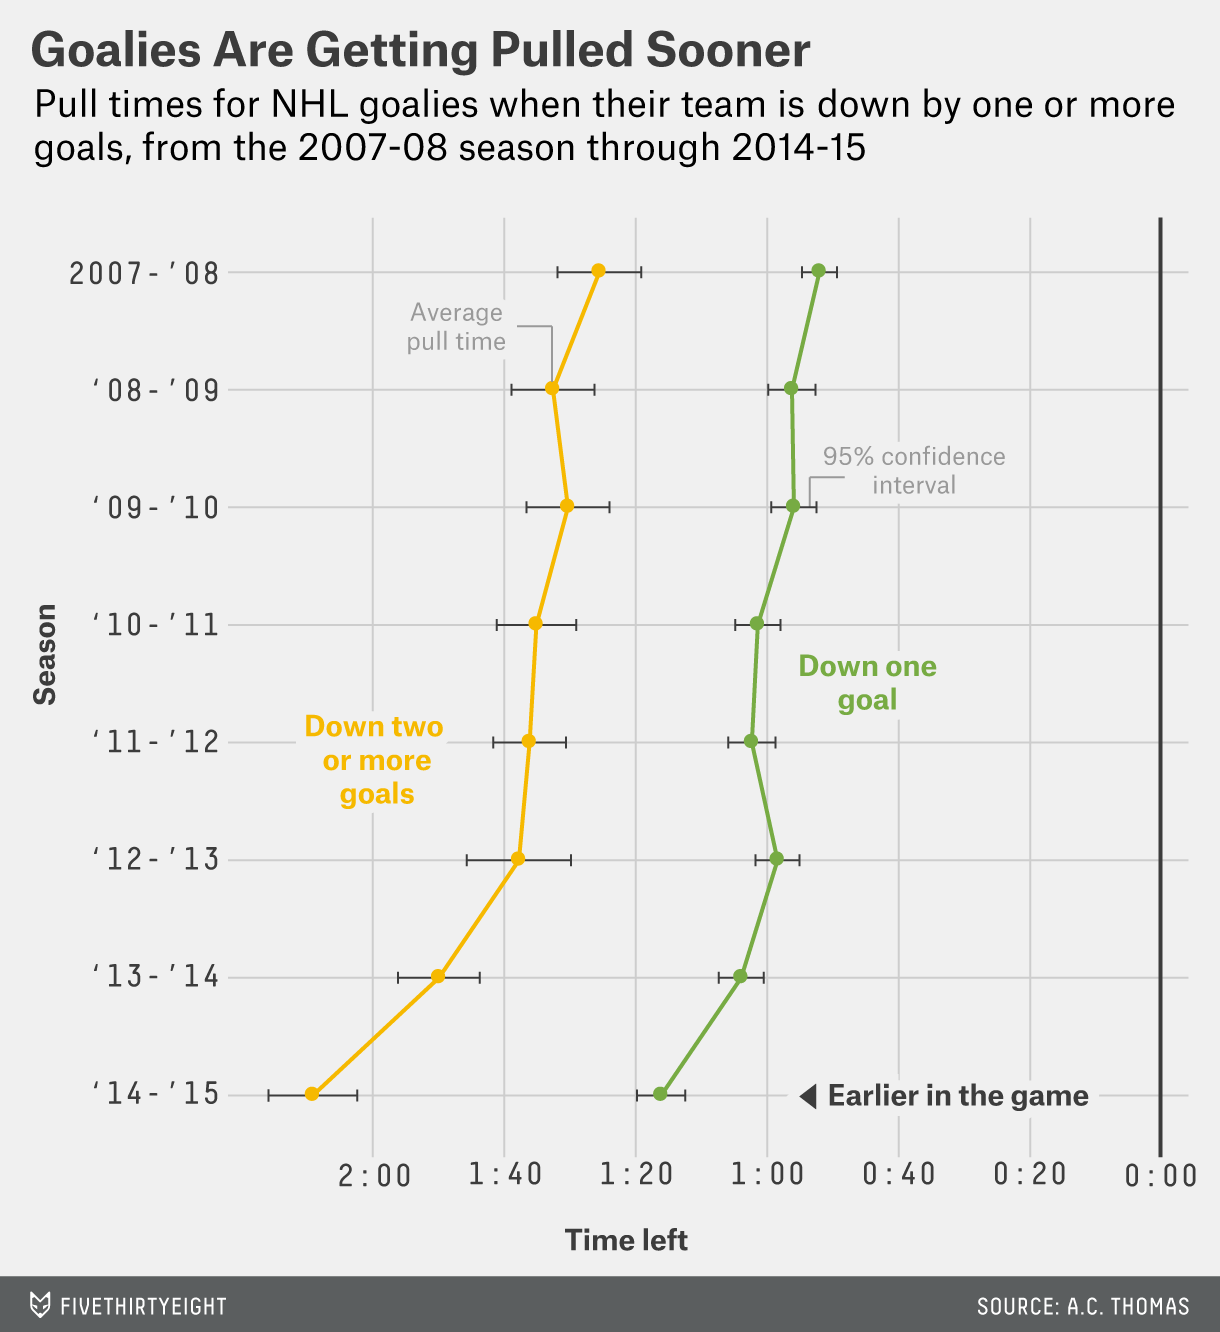 Goalies Are Getting Pulled Sooner
Pull times for NHL goalies when their team is down by one or more
goals, from the 2007-08 season through 2014-15
2007-’08
Average
pull time
‘08-’09
95% confidence
interval
‘09-’10
‘10-’11
Season
Down one
goal
Down two
or more
goals
‘11-’12
‘12-’13
‘13-’14
‘14-’15
◀ Earlier in the game
2:00 1:40 1:20 1:00 0:40 0:20 0:00
Time left
FIVETHIRTYEIGHT
SOURCE: A.C. THOMAS